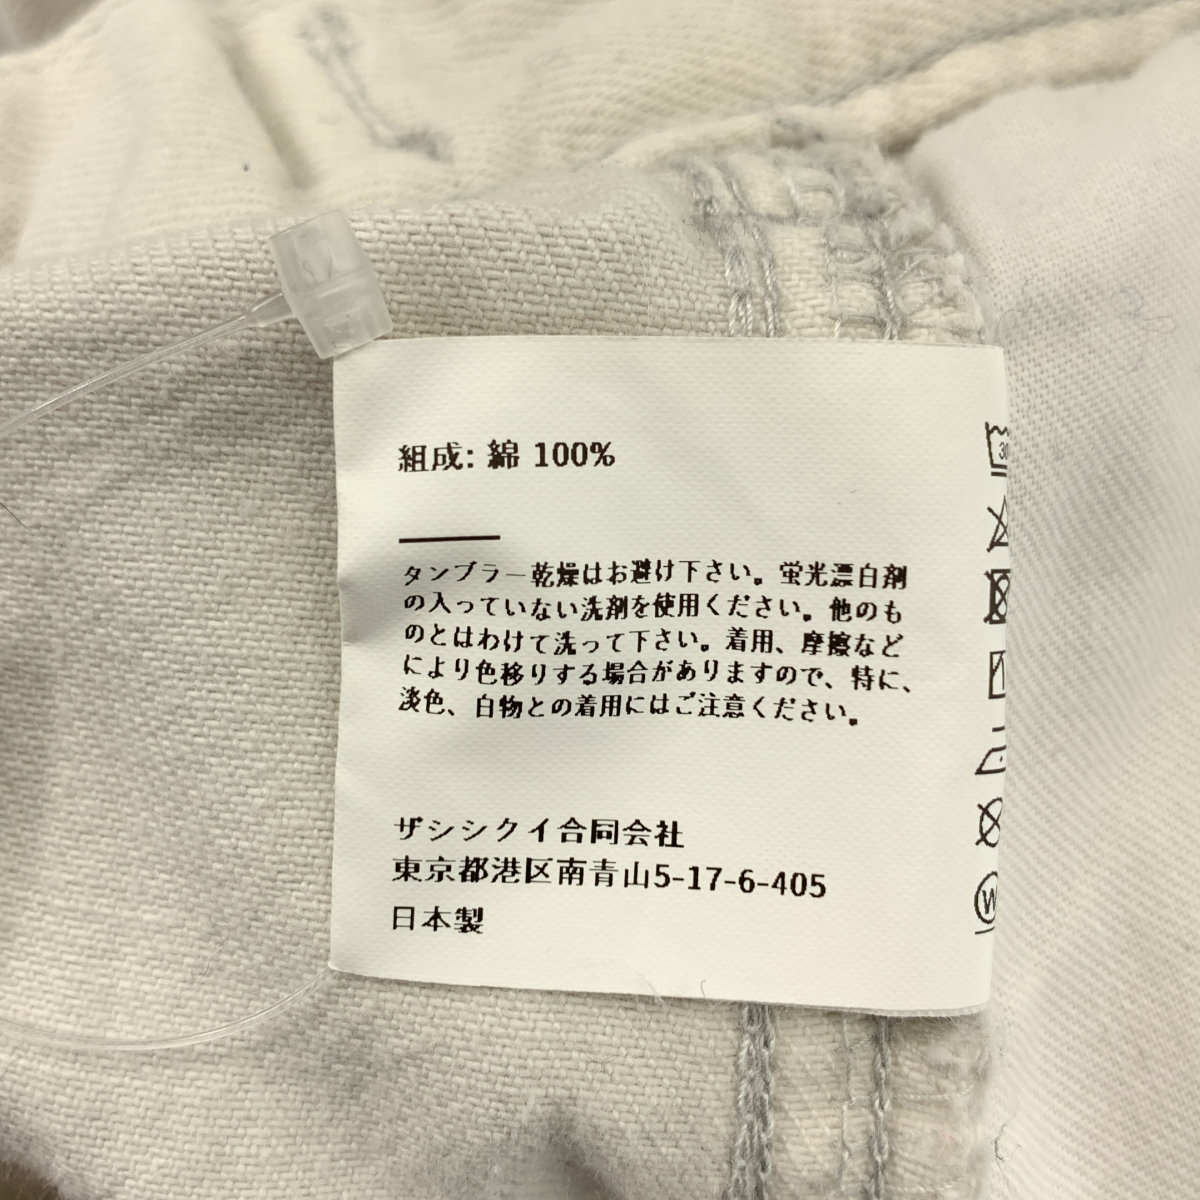 組成: 綿 100%
タンブラー乾燥はお避け下さい。蛍光漂白剤
の入っていない洗剤を使用ください。他のも
のとはわけて洗って下さい。着用、摩擦など
により色移りする場合がありますので、特に、
淡色、白物との着用にはご注意ください。
ザシシクイ合同会社
東京都港区南青山5-17-6-405
日本製
30
W